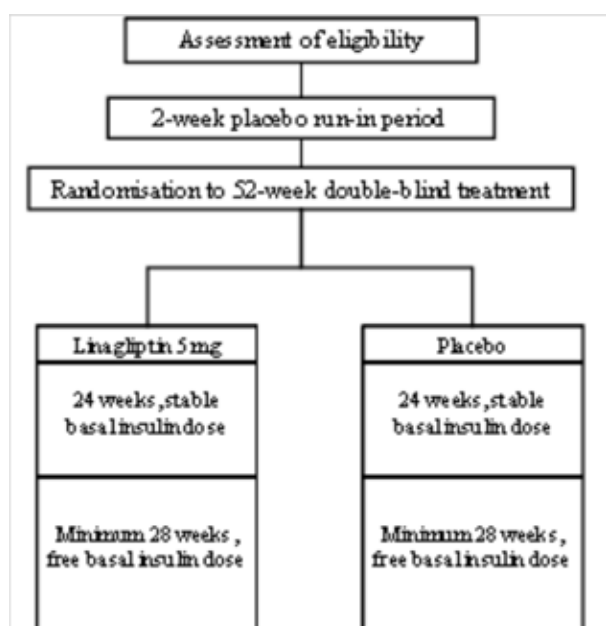 Assessment of eligibility
2-week placebo run-in period
Randomisation to 52-week double-blind treatment
Linagliptin 5 mg
24 weeks, stable
basal insulin dose
Minimum 28 weeks,
free basal insulin dose
Placebo
24 weeks, stable
basal insulin dose
Minimum 28 weeks,
free basal insulin dose